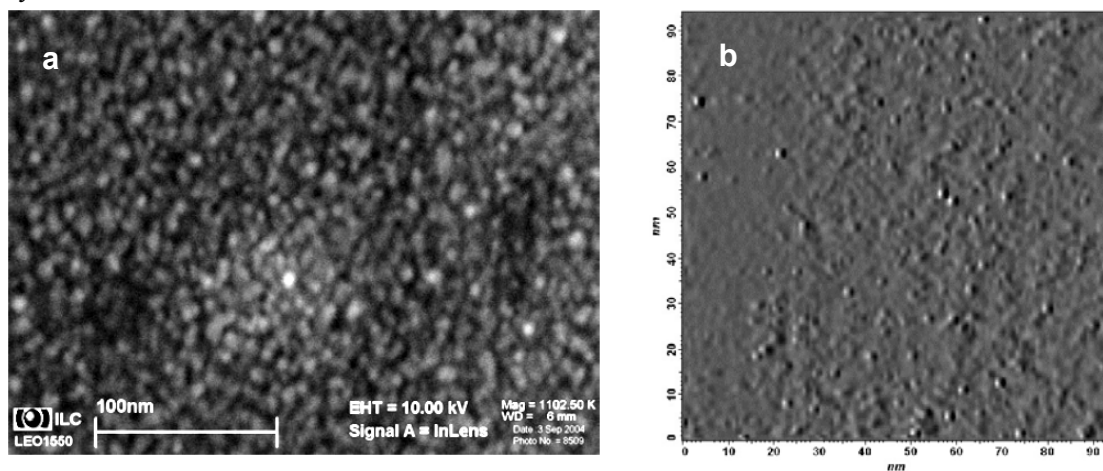 a
100nm
ILC
LEO1550
EHT = 10.00 kV
Signal A = InLens
Mag = 1102.50 K
WD = 6 mm
Date 3 Sep 2004
Photo No. = 8509
b
90
80
70
60
50
40
30
20
10
0
nm
0 10 20 30 40 50 60 70 80 90
nm